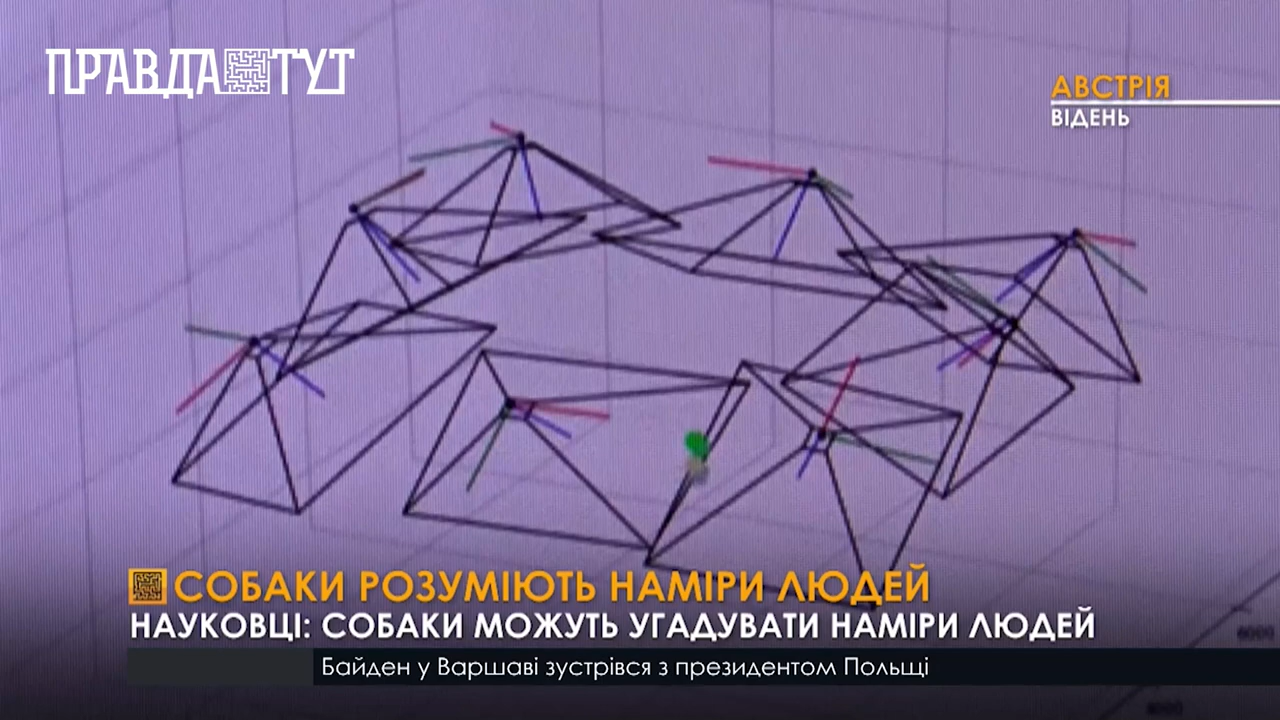 ПРАВДА ТУТ
АВСТРІЯ
ВІДЕНЬ
СОБАКИ РОЗУМІЮТЬ НАМІРИ ЛЮДЕЙ
НАУКОВЦІ: СОБАКИ МОЖУТЬ УГАДУВАТИ НАМІРИ ЛЮДЕЙ
Байден у Варшаві зустрівся з президентом Польщі